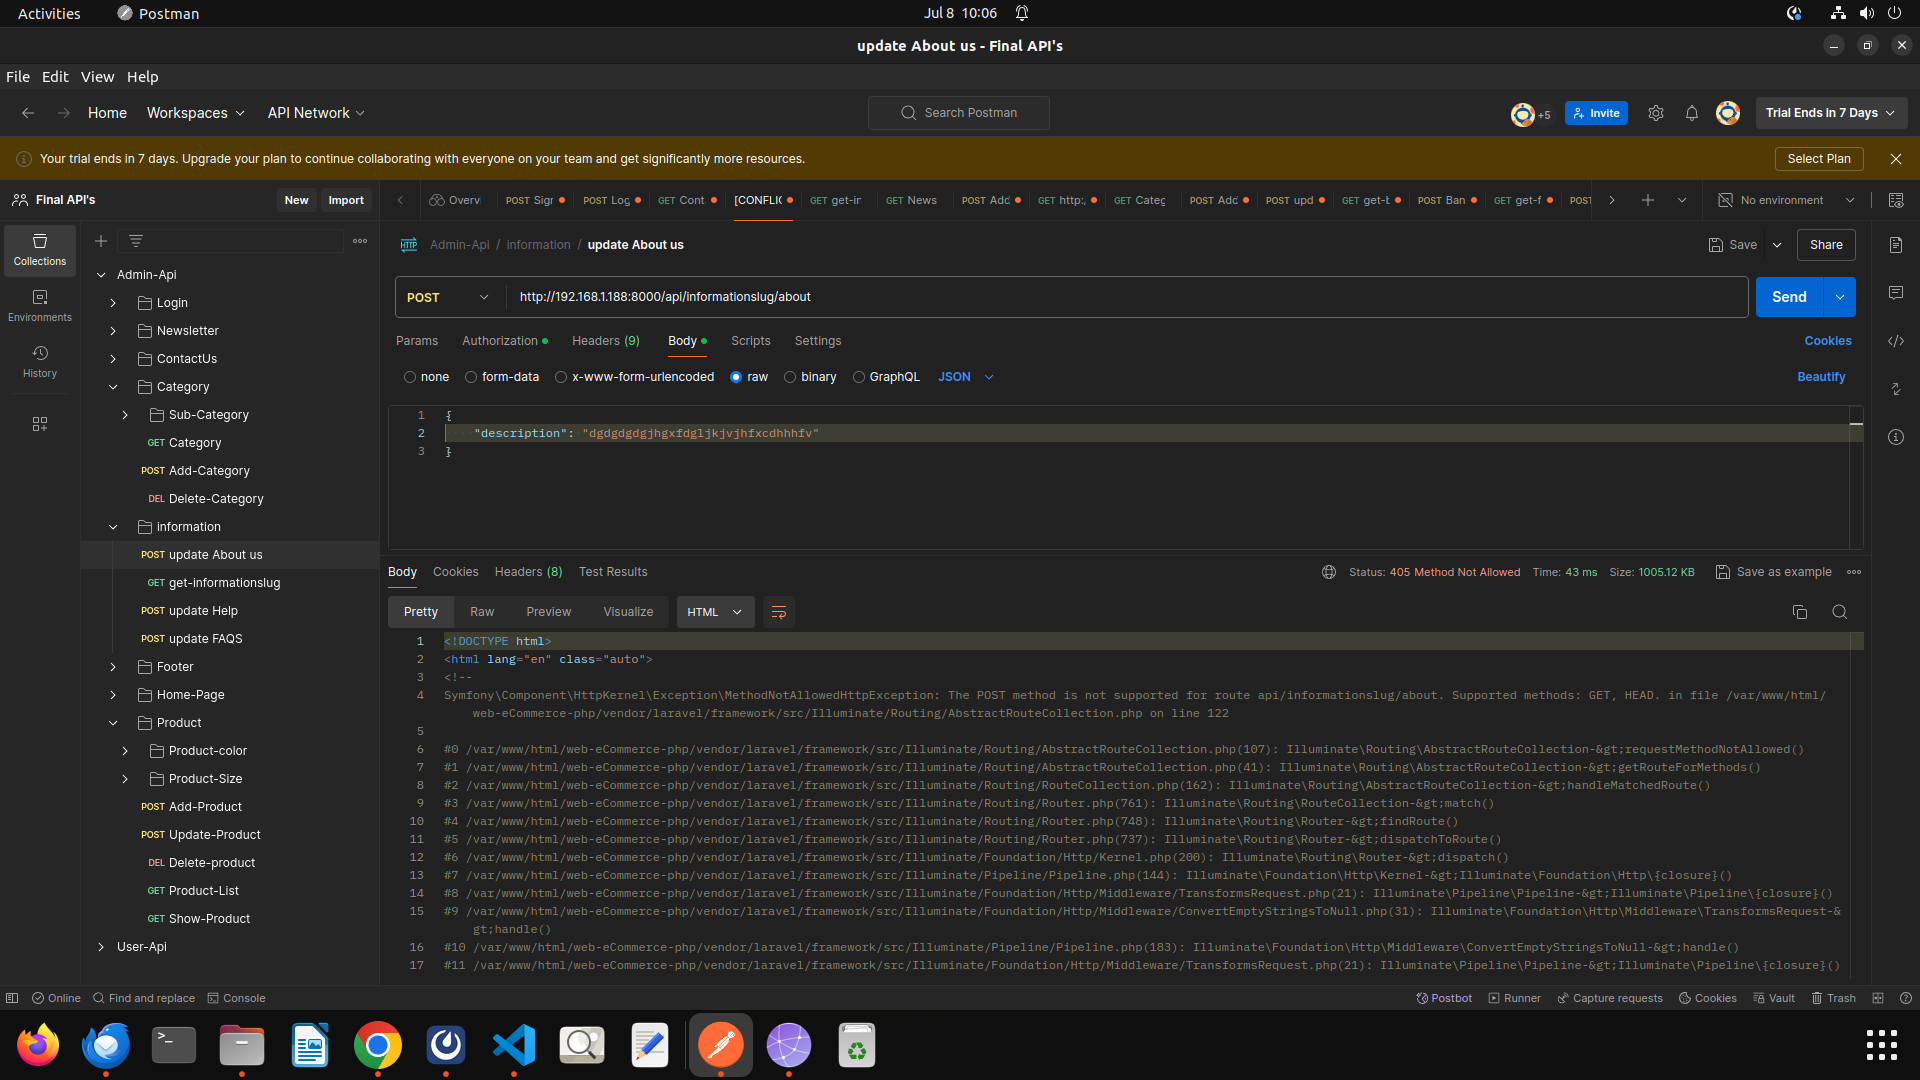 Activities
Postman
Jul 8 10:06
update About us - Final API's
File Edit View Help
Home
Workspaces
API Network
Search Postman
+5
Invite
Trial Ends in 7 Days
Your trial ends in 7 days. Upgrade your plan to continue collaborating with everyone on your team and get significantly more resources.
Select Plan
Final API's
New
Import
Overvi
POST Sigr
POST Log
GET Cont
[CONFLIC
GET get-in
GET News
POST Add
GET http:,
GET Categ
POST Add
POST upd
GET get-t
POST Ban
GET get-f
POST
No environment
Collections
Environments
History
Admin-Api
Login
Newsletter
ContactUs
Category
Sub-Category
GET Category
POST Add-Category
DEL Delete-Category
information
POST update About us
GET get-informationslug
POST update Help
POST update FAQS
Footer
Home-Page
Product
Product-color
Product-Size
POST Add-Product
POST Update-Product
DEL Delete-product
GET Product-List
GET Show-Product
User-Api
HTTP Admin-Api / information / update About us
Save
Share
POST
http://192.168.1.188:8000/api/informationslug/about
Send
Params
Authorization
Headers (9)
Body
Scripts
Settings
Cookies
none
form-data
x-www-form-urlencoded
raw
binary
GraphQL
JSON
Beautify
1 {
2 "description": "dgdgdgdgjhgxfdgljkjvjhfxcdhhhfv"
3 }
Body
Cookies
Headers (8)
Test Results
Status: 405 Method Not Allowed
Time: 43 ms
Size: 1005.12 KB
Save as example
Pretty
Raw
Preview
Visualize
HTML
1 <!DOCTYPE html>
2 <html lang="en" class="auto">
3 <!--
4 Symfony\Component\HttpKernel\Exception\MethodNotAllowedHttpException: The POST method is not supported for route api/informationslug/about. Supported methods: GET, HEAD. in file /var/www/html/
web-eCommerce-php/vendor/laravel/framework/src/Illuminate/Routing/AbstractRouteCollection.php on line 122
5
6 #0 /var/www/html/web-eCommerce-php/vendor/laravel/framework/src/Illuminate/Routing/AbstractRouteCollection.php(107): Illuminate\Routing\AbstractRouteCollection-&gt;requestMethodNotAllowed()
7 #1 /var/www/html/web-eCommerce-php/vendor/laravel/framework/src/Illuminate/Routing/AbstractRouteCollection.php(41): Illuminate\Routing\AbstractRouteCollection-&gt;getRouteForMethods()
8 #2 /var/www/html/web-eCommerce-php/vendor/laravel/framework/src/Illuminate/Routing/RouteCollection.php(162): Illuminate\Routing\AbstractRouteCollection-&gt;handleMatchedRoute()
9 #3 /var/www/html/web-eCommerce-php/vendor/laravel/framework/src/Illuminate/Routing/Router.php(761): Illuminate\Routing\RouteCollection-&gt;match()
10 #4 /var/www/html/web-eCommerce-php/vendor/laravel/framework/src/Illuminate/Routing/Router.php(748): Illuminate\Routing\Router-&gt;findRoute()
11 #5 /var/www/html/web-eCommerce-php/vendor/laravel/framework/src/Illuminate/Routing/Router.php(737): Illuminate\Routing\Router-&gt;dispatchToRoute()
12 #6 /var/www/html/web-eCommerce-php/vendor/laravel/framework/src/Illuminate/Foundation/Http/Kernel.php(200): Illuminate\Routing\Router-&gt;dispatch()
13 #7 /var/www/html/web-eCommerce-php/vendor/laravel/framework/src/Illuminate/Pipeline/Pipeline.php(144): Illuminate\Foundation\Http\Kernel-&gt;Illuminate\Foundation\Http\{closure}()
14 #8 /var/www/html/web-eCommerce-php/vendor/laravel/framework/src/Illuminate/Foundation/Http/Middleware/TransformsRequest.php(21): Illuminate\Pipeline\Pipeline-&gt;Illuminate\Pipeline\{closure}()
15 #9 /var/www/html/web-eCommerce-php/vendor/laravel/framework/src/Illuminate/Foundation/Http/Middleware/ConvertEmptyStringsToNull.php(31): Illuminate\Foundation\Http\Middleware\TransformsRequest-&
gt;handle()
16 #10 /var/www/html/web-eCommerce-php/vendor/laravel/framework/src/Illuminate/Pipeline/Pipeline.php(183): Illuminate\Foundation\Http\Middleware\ConvertEmptyStringsToNull-&gt;handle()
17 #11 /var/www/html/web-eCommerce-php/vendor/laravel/framework/src/Illuminate/Foundation/Http/Middleware/TransformsRequest.php(21): Illuminate\Pipeline\Pipeline-&gt;Illuminate\Pipeline\{closure}()
Online
Find and replace
Console
Postbot
Runner
Capture requests
Cookies
Vault
Trash